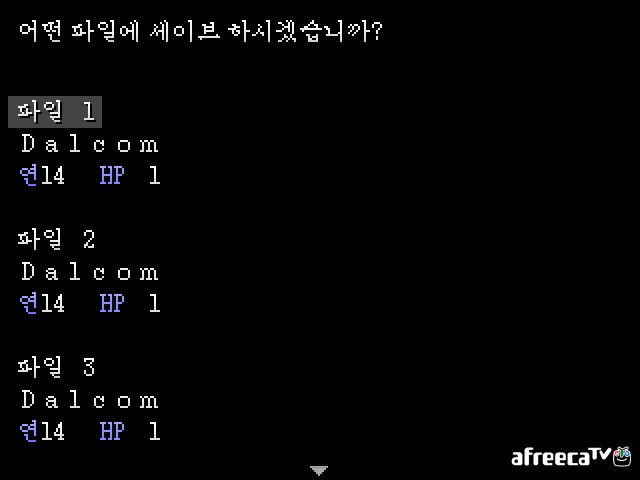 어떤 파일에 세이브 하시겠습니까?
파일 1
Dalcom
연14 HP 1
파일 2
Dalcom
연14 HP 1
파일 3
Dalcom
연14 HP 1
afreecaTV